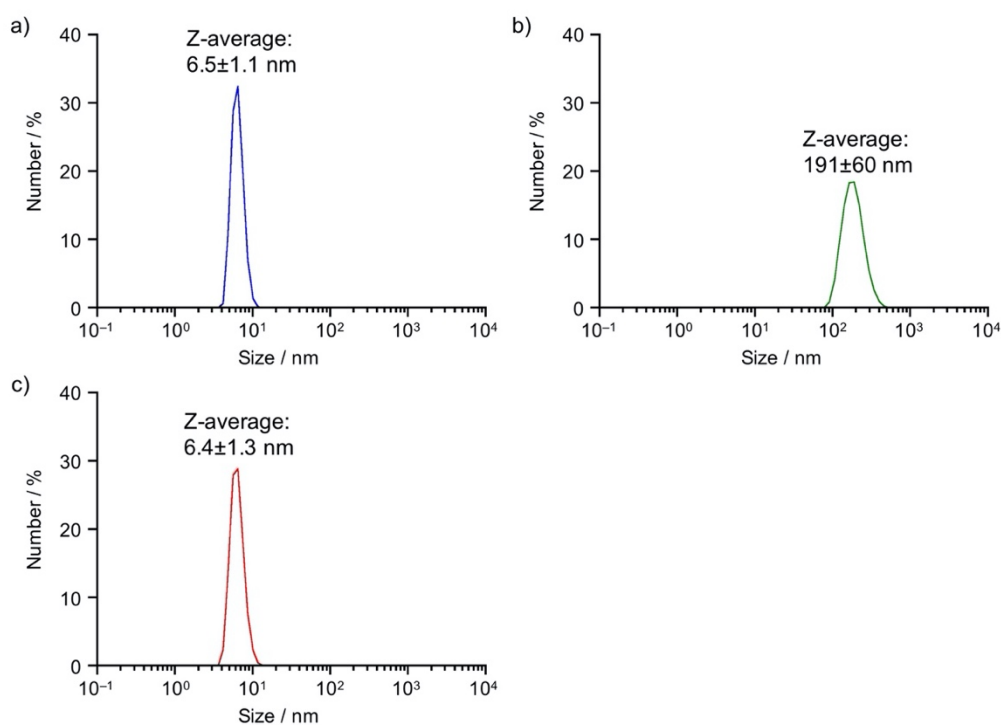 a)
Z-average:
6.5±1.1 nm
40
30
20
10
0
Number / %
10⁻¹ 10⁰ 10¹ 10² 10³ 10⁴
Size / nm
b)
Z-average:
191±60 nm
40
30
20
10
0
Number / %
10⁻¹ 10⁰ 10¹ 10² 10³ 10⁴
Size / nm
c)
Z-average:
6.4±1.3 nm
40
30
20
10
0
Number / %
10⁻¹ 10⁰ 10¹ 10² 10³ 10⁴
Size / nm